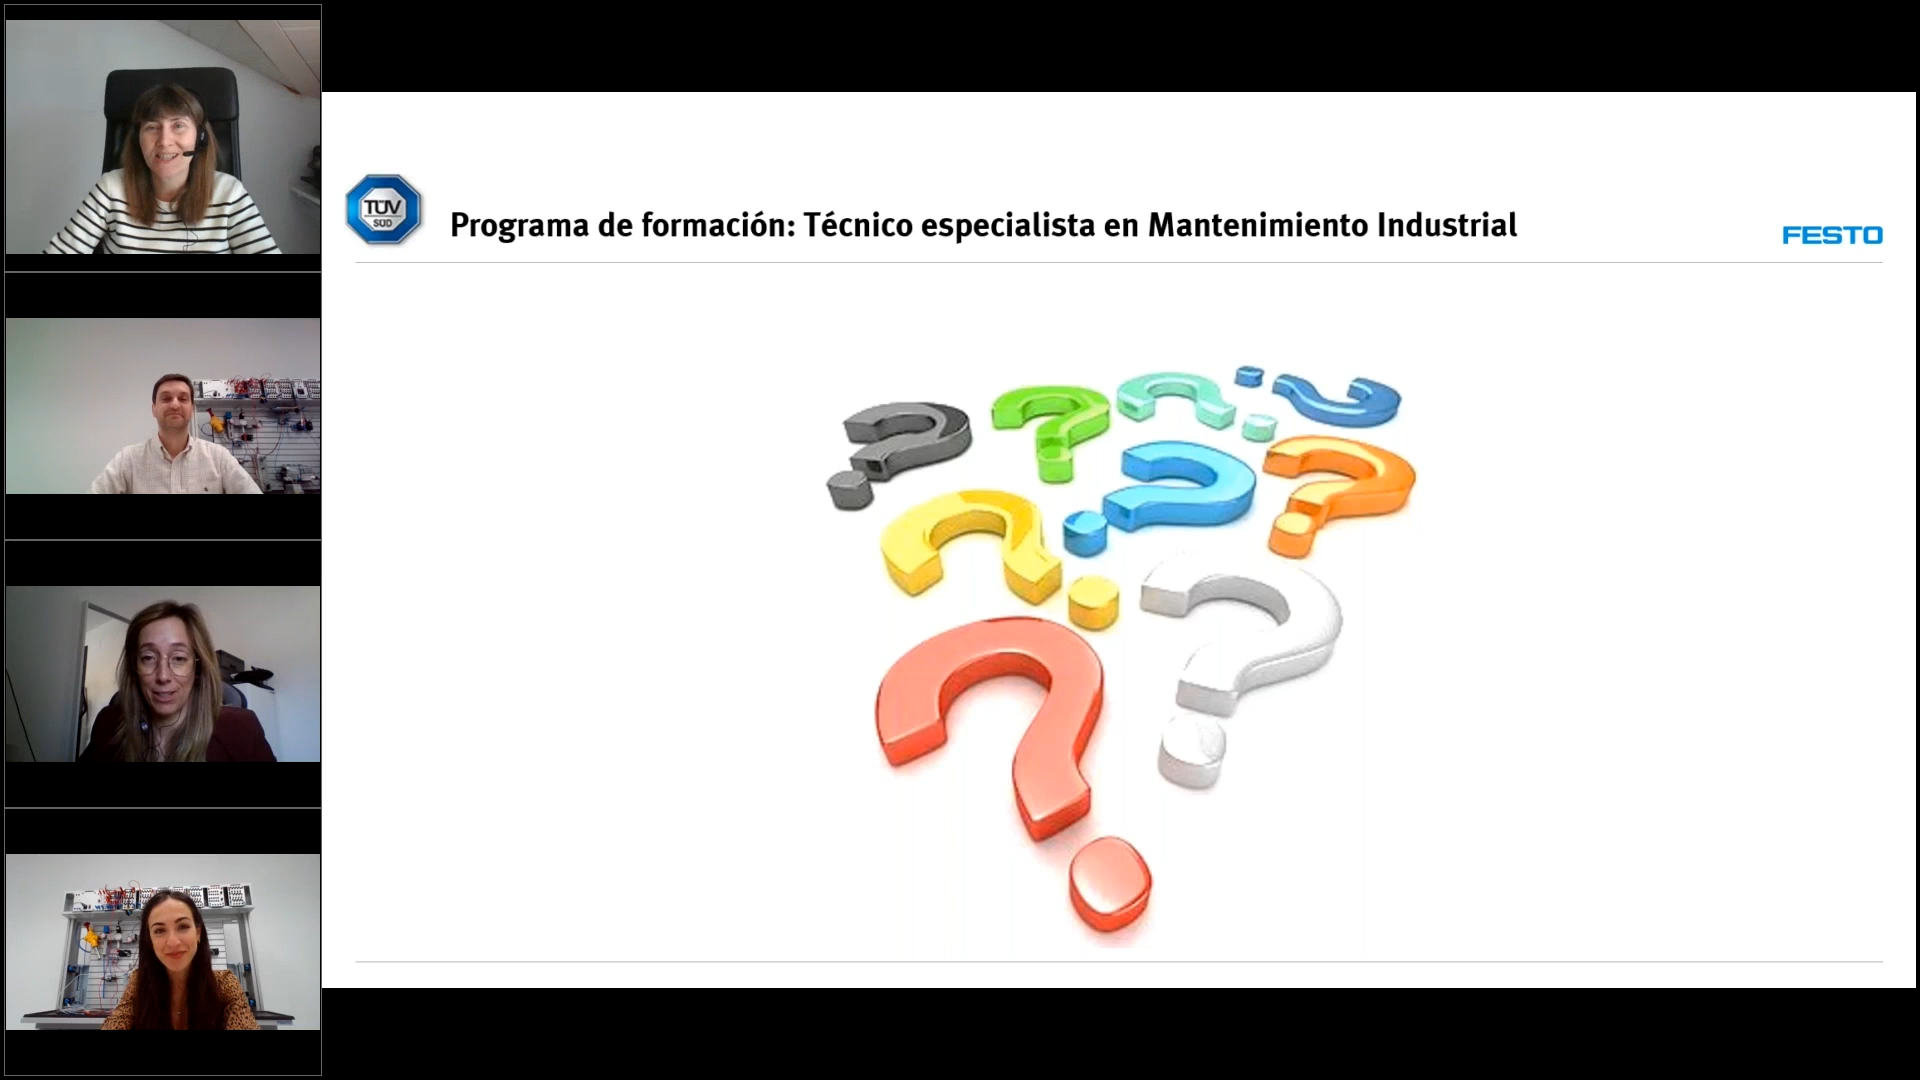 TÜV
SÜD
Programa de formación: Técnico especialista en Mantenimiento Industrial
FESTO